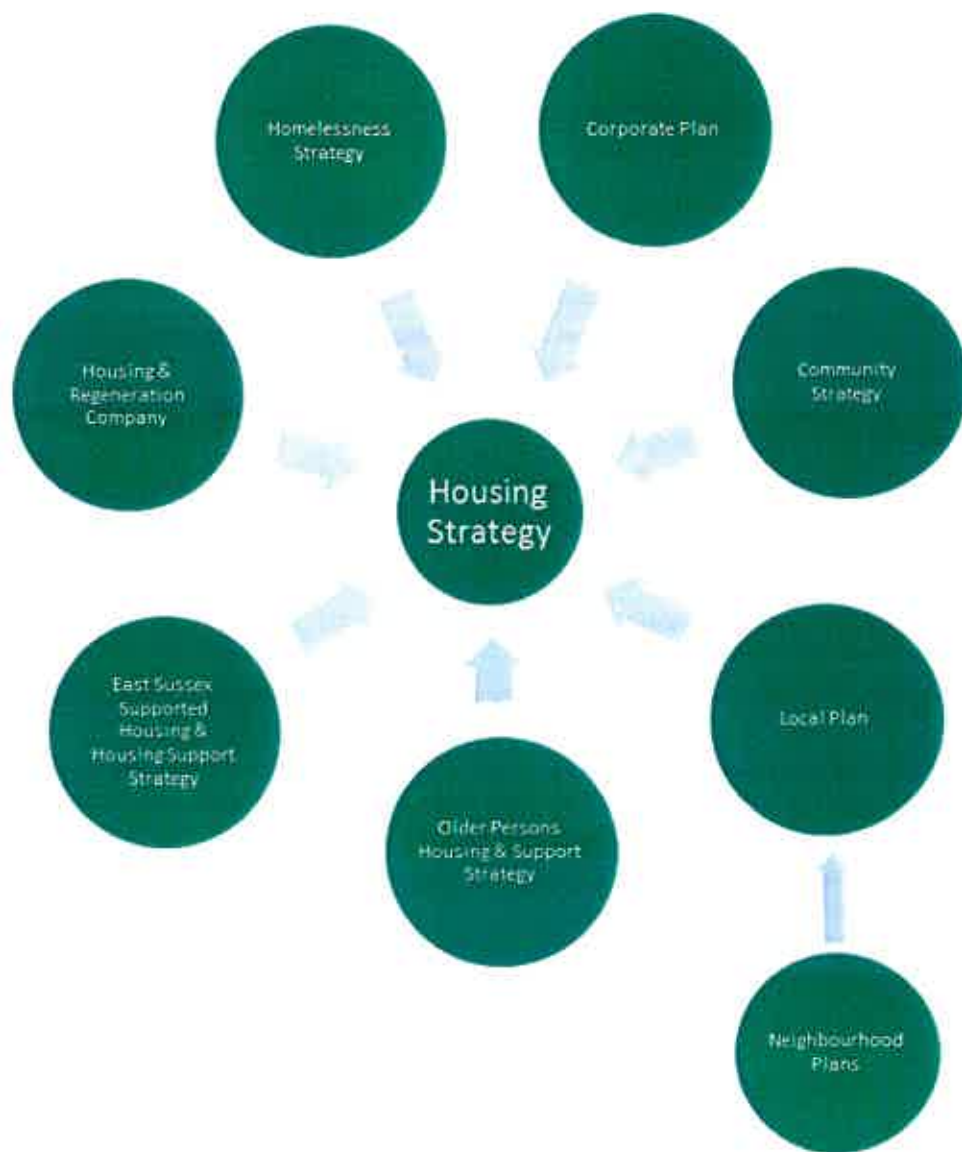 Homelessness
Strategy
Corporate Plan
Housing &
Regeneration
Company
Community
Strategy
Housing
Strategy
East Sussex
Supported
Housing &
Housing Support
Strategy
Local Plan
Older Persons
Housing & Support
Strategy
Neighbourhood
Plans